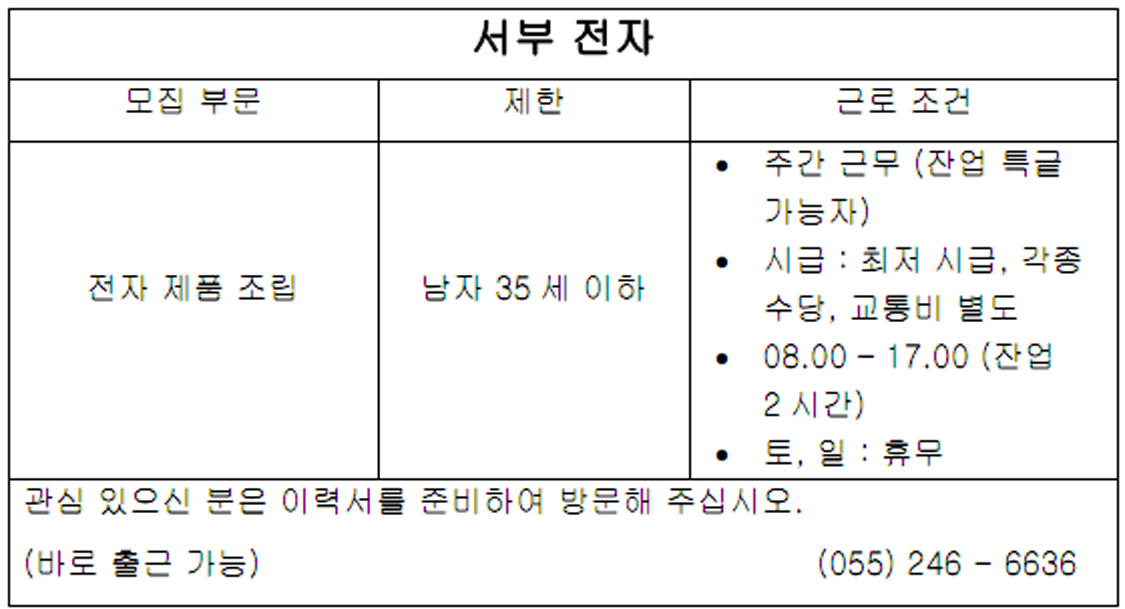 서부 전자
모집 부문
제한
근로 조건
전자 제품 조립
남자 35 세 이하
• 주간 근무 (잔업 특긑
가능자)
• 시급 : 최저 시급, 각종
수당, 교통비 별도
• 08.00 – 17.00 (잔업
2 시간)
• 토, 일 : 휴무
관심 있으신 분은 이력서를 준비하여 방문해 주십시오.
(바로 출근 가능)
(055) 246 – 6636